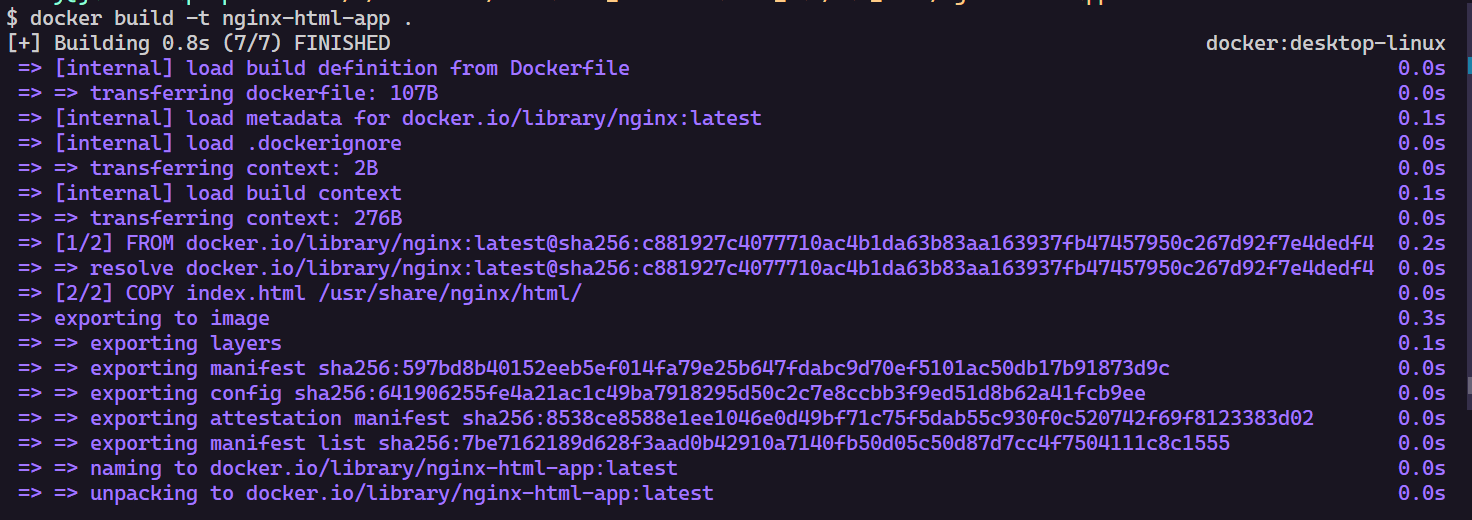 $ docker build -t nginx-html-app .
[+] Building 0.8s (7/7) FINISHED docker:desktop-linux
=> [internal] load build definition from Dockerfile 0.0s
=> => transferring dockerfile: 107B 0.0s
=> [internal] load metadata for docker.io/library/nginx:latest 0.1s
=> [internal] load .dockerignore 0.0s
=> => transferring context: 2B 0.0s
=> [internal] load build context 0.1s
=> => transferring context: 276B 0.0s
=> [1/2] FROM docker.io/library/nginx:latest@sha256:c881927c4077710ac4b1da63b83aa163937fb47457950c267d92f7e4dedf4 0.2s
=> => resolve docker.io/library/nginx:latest@sha256:c881927c4077710ac4b1da63b83aa163937fb47457950c267d92f7e4dedf4 0.0s
=> [2/2] COPY index.html /usr/share/nginx/html/ 0.0s
=> exporting to image 0.3s
=> => exporting layers 0.1s
=> => exporting manifest sha256:597bd8b40152eeb5ef014fa79e25b647fdabc9d70ef5101ac50db17b91873d9c 0.0s
=> => exporting config sha256:641906255fe4a21ac1c49ba7918295d50c2c7e8ccbb3f9ed51d8b62a41fcb9ee 0.0s
=> => exporting attestation manifest sha256:8538ce8588e1ee1046e0d49bf71c75f5dab55c930f0c520742f69f8123383d02 0.0s
=> => exporting manifest list sha256:7be7162189d628f3aad0b42910a7140fb50d05c50d87d7cc4f7504111c8c1555 0.0s
=> => naming to docker.io/library/nginx-html-app:latest 0.0s
=> => unpacking to docker.io/library/nginx-html-app:latest 0.0s